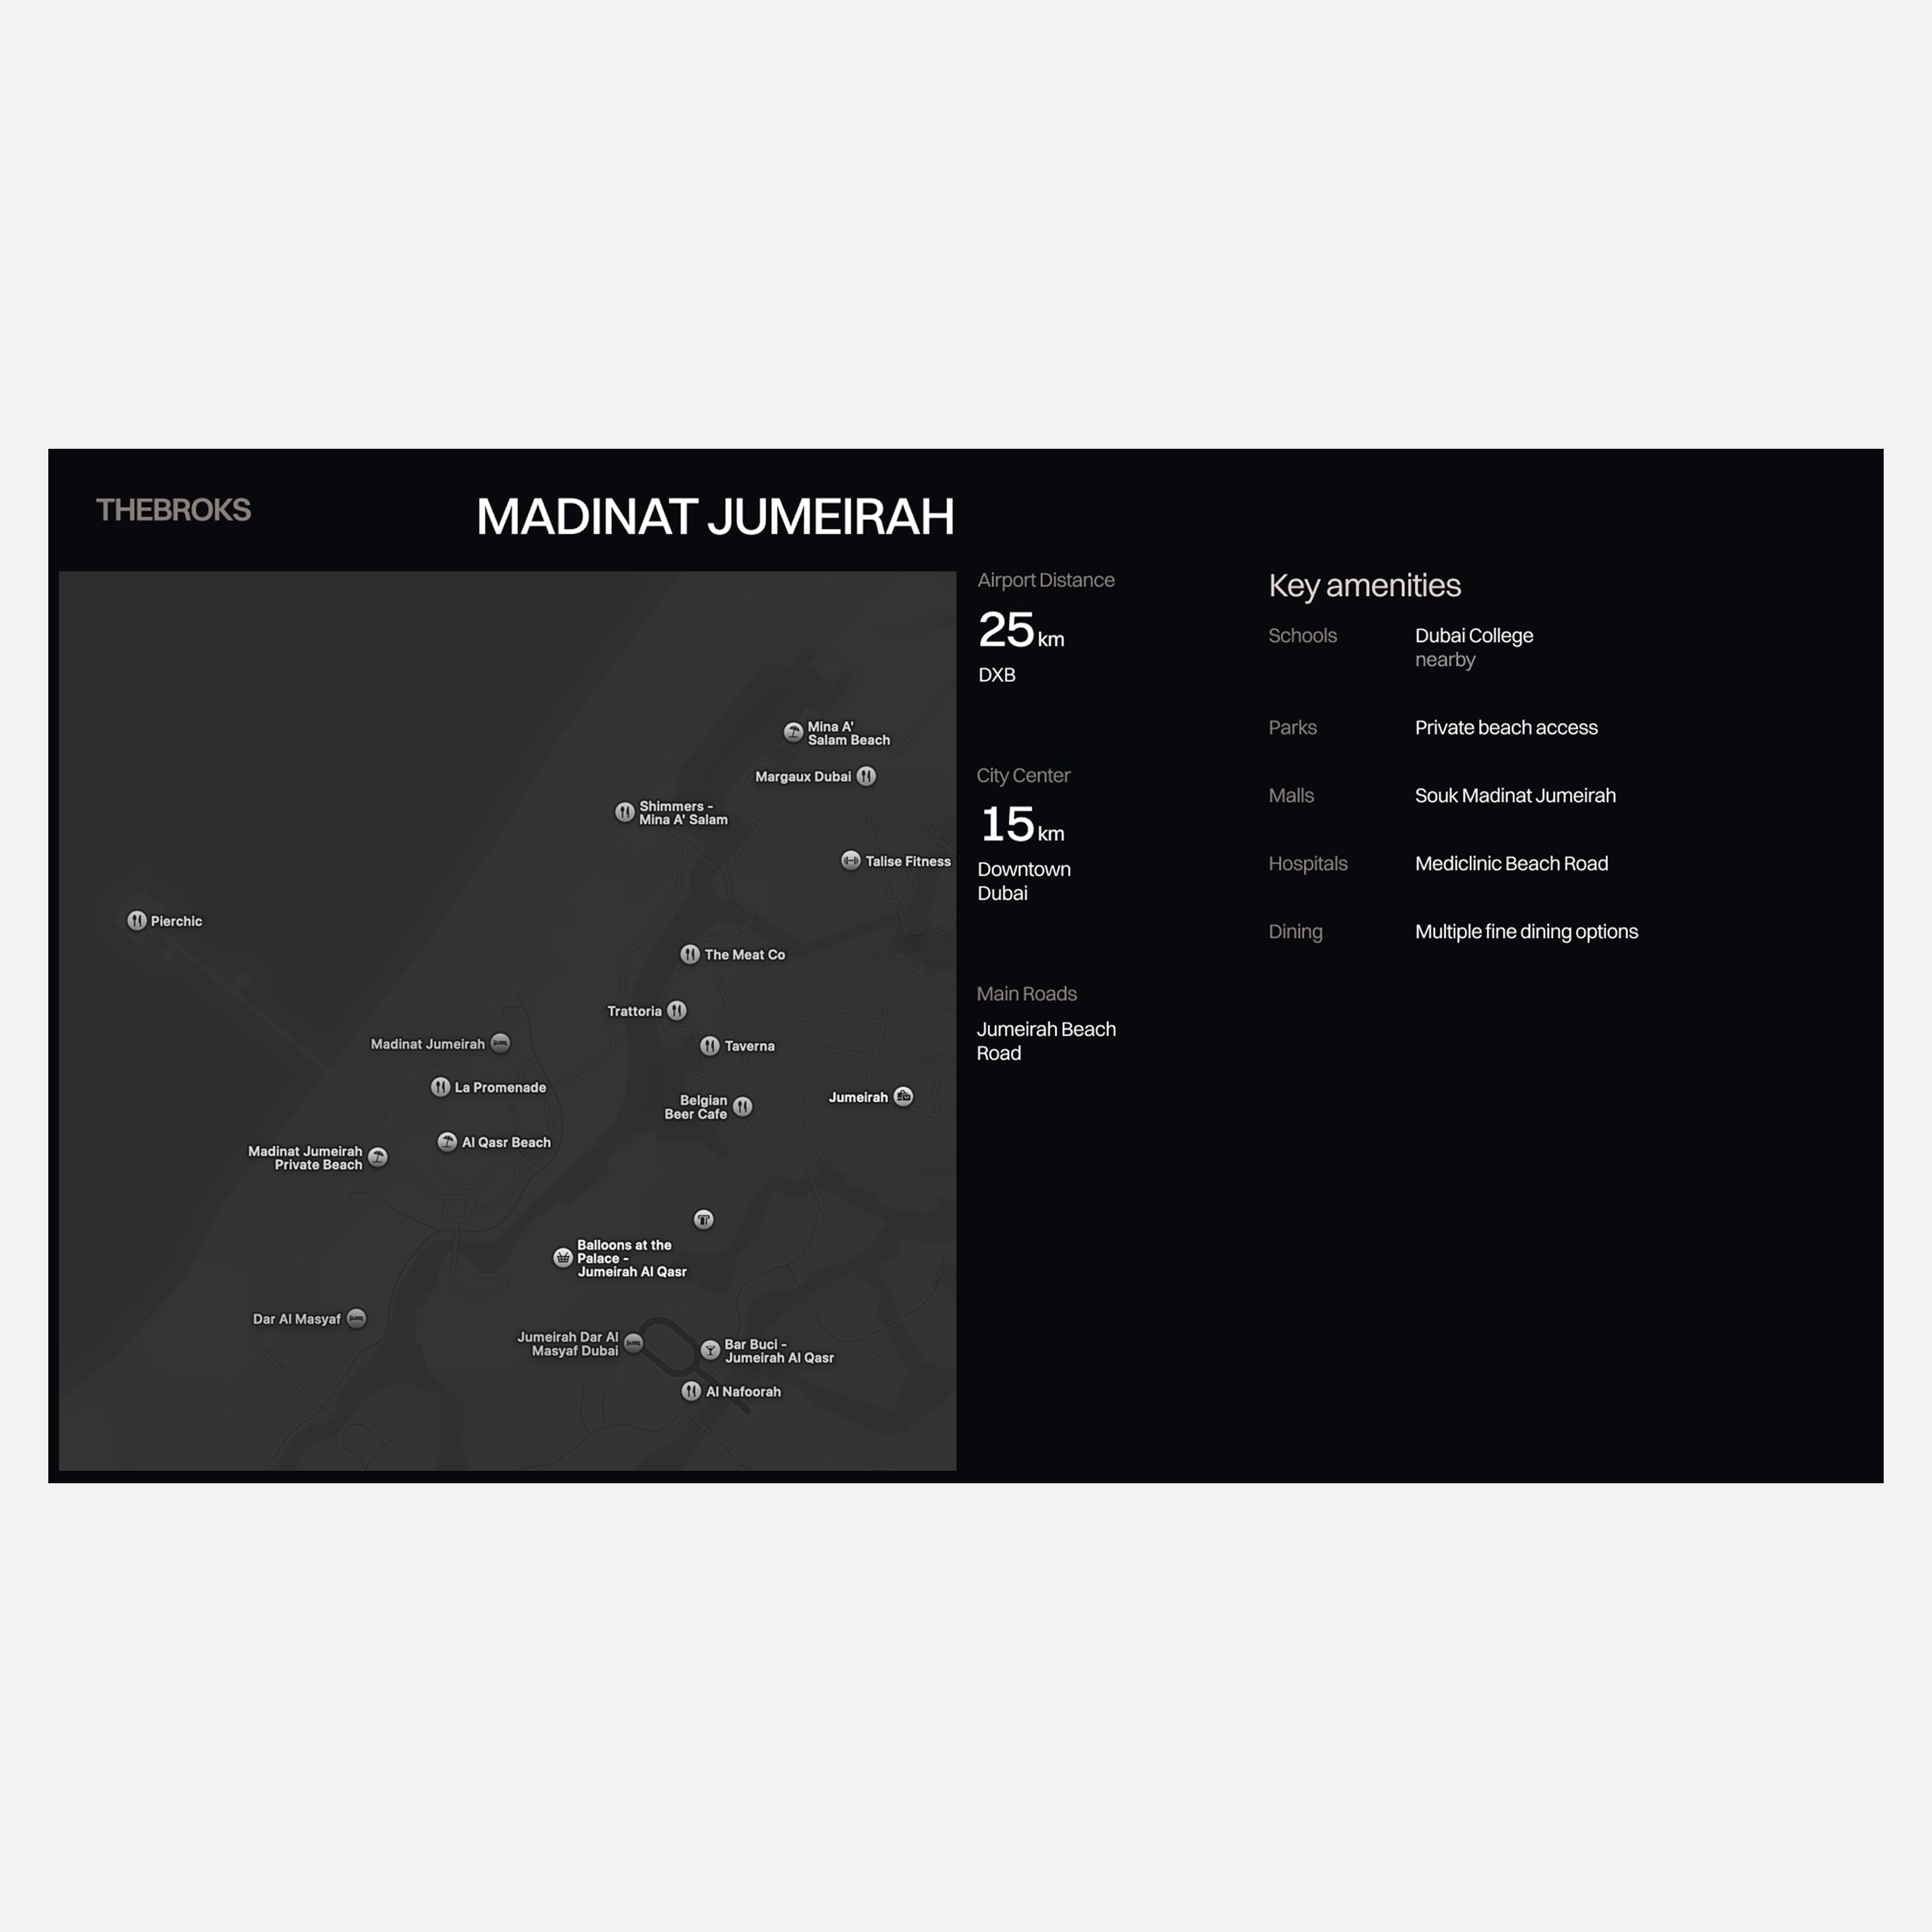 THEBROKS
MADINAT JUMEIRAH
Mina A'
Salam Beach
Margaux Dubai
Shimmers -
Mina A' Salam
Talise Fitness
Pierchic
The Meat Co
Trattoria
Madinat Jumeirah
Taverna
La Promenade
Jumeirah
Belgian
Beer Cafe
Al Qasr Beach
Madinat Jumeirah
Private Beach
Balloons at the
Palace -
Jumeirah Al Qasr
Dar Al Masyaf
Jumeirah Dar Al
Masyaf Dubai
Bar Buci -
Jumeirah Al Qasr
Al Nafoorah
Airport Distance
25 km
DXB
City Center
15 km
Downtown
Dubai
Main Roads
Jumeirah Beach
Road
Key amenities
Schools Dubai College
nearby
Parks Private beach access
Malls Souk Madinat Jumeirah
Hospitals Mediclinic Beach Road
Dining Multiple fine dining options